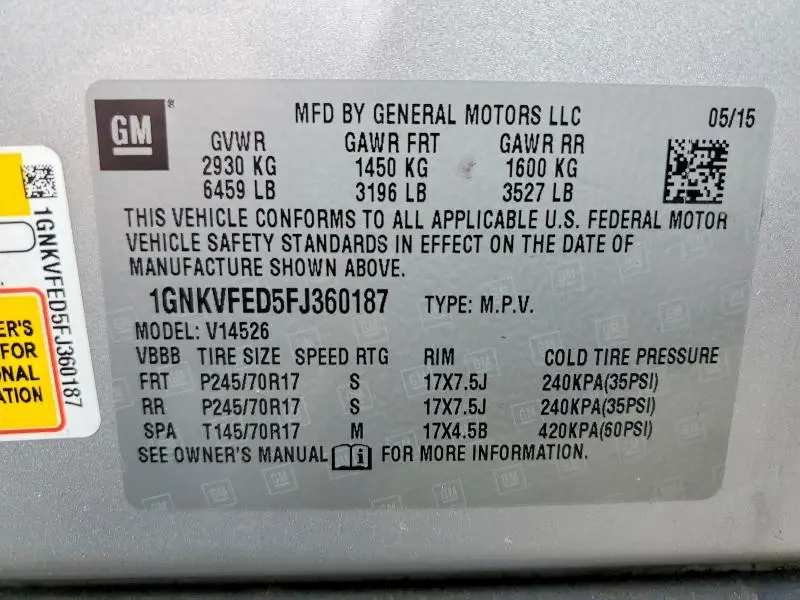 GM
MFD BY GENERAL MOTORS LLC 05/15
GVWR GAWR FRT GAWR RR
2930 KG 1450 KG 1600 KG
6459 LB 3196 LB 3527 LB
THIS VEHICLE CONFORMS TO ALL APPLICABLE U.S. FEDERAL MOTOR
VEHICLE SAFETY STANDARDS IN EFFECT ON THE DATE OF
MANUFACTURE SHOWN ABOVE.
1GNKVFED5FJ360187 TYPE: M.P.V.
MODEL: V14526
VBBB TIRE SIZE SPEED RTG RIM COLD TIRE PRESSURE
FRT P245/70R17 S 17X7.5J 240KPA(35PSI)
RR P245/70R17 S 17X7.5J 240KPA(35PSI)
SPA T145/70R17 M 17X4.5B 420KPA(60PSI)
SEE OWNER'S MANUAL i FOR MORE INFORMATION.
1GNKVFED5FJ360187
ER'S
FOR
ONAL
ATION